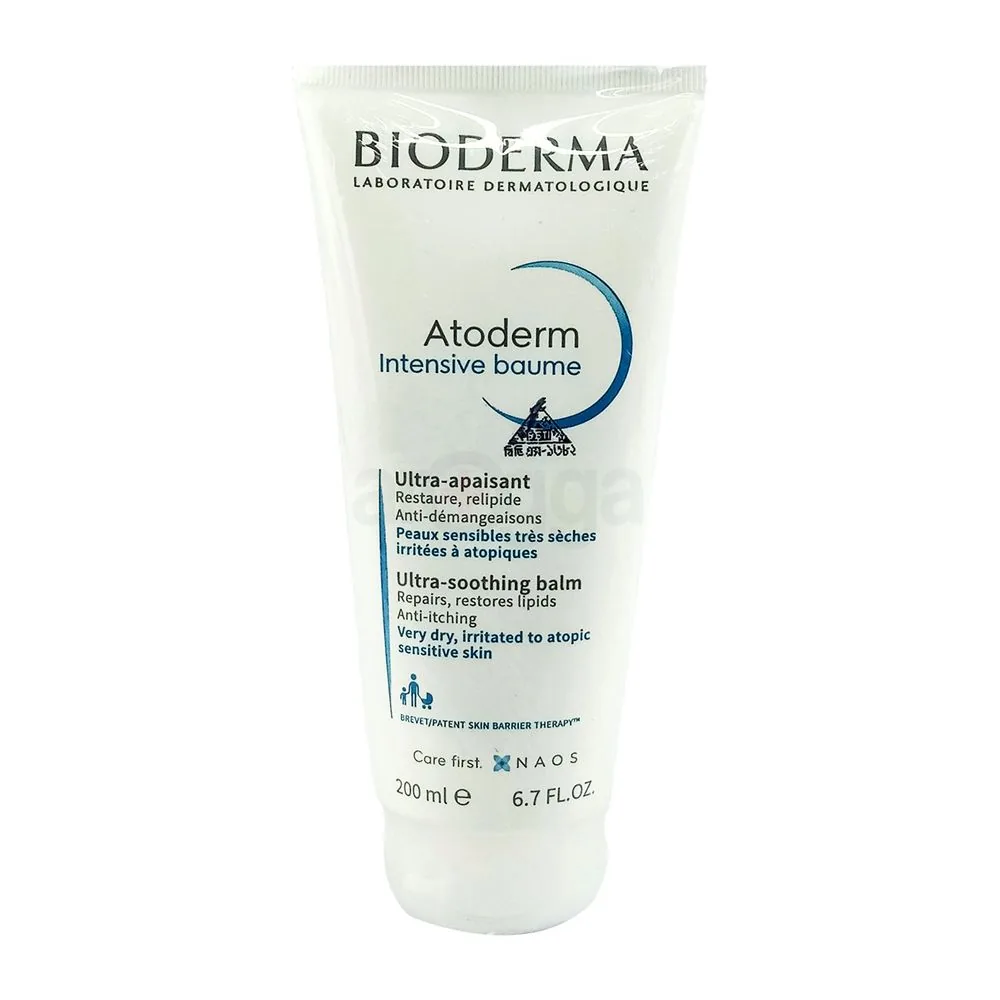 BIODERMA
LABORATOIRE DERMATOLOGIQUE
Atoderm
Intensive baume
বিডি এস-১৬৮২
Ultra-apaisant
Restaure, relipide
Anti-démangeaisons
Peaux sensibles très sèches
irritées à atopiques
Ultra-soothing balm
Repairs, restores lipids
Anti-itching
Very dry, irritated to atopic
sensitive skin
BREVET/PATENT SKIN BARRIER THERAPY™
Care first. NAOS
200 ml e 6.7 FL.OZ.